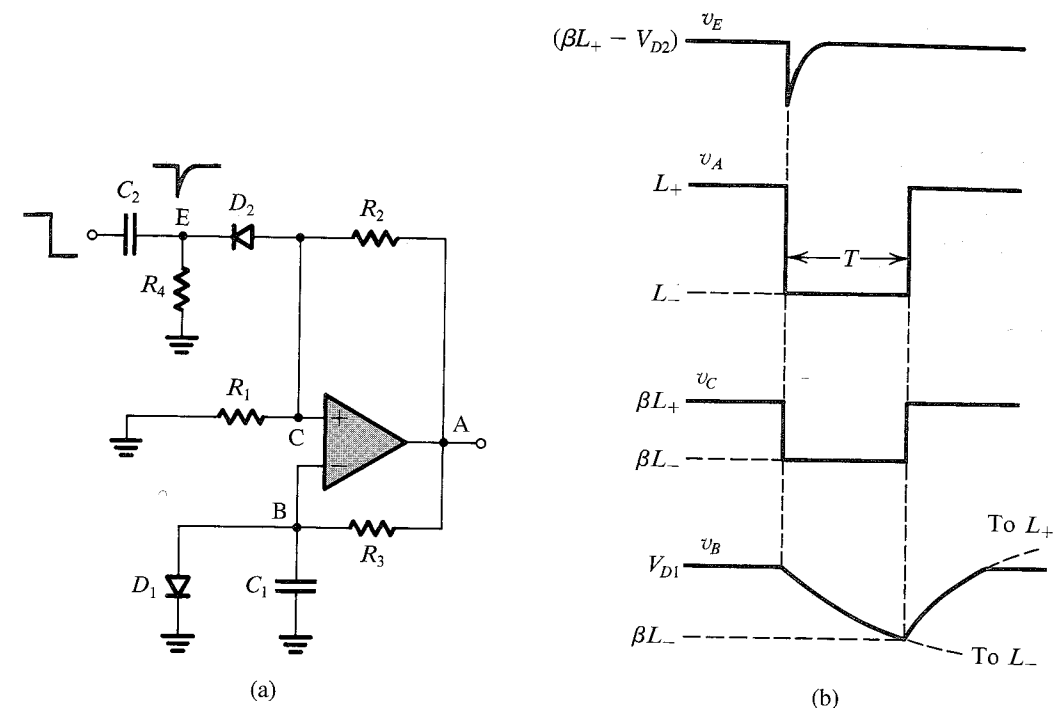 C₂
E
D₂
R₂
R₄
R₁
+
C
A
−
B
R₃
D₁
C₁
(a)
v_E
(βL₊ − V_D2)
v_A
L₊
T
L₋
v_C
βL₊
βL₋
To L₊
v_B
V_D1
βL₋
To L₋
(b)